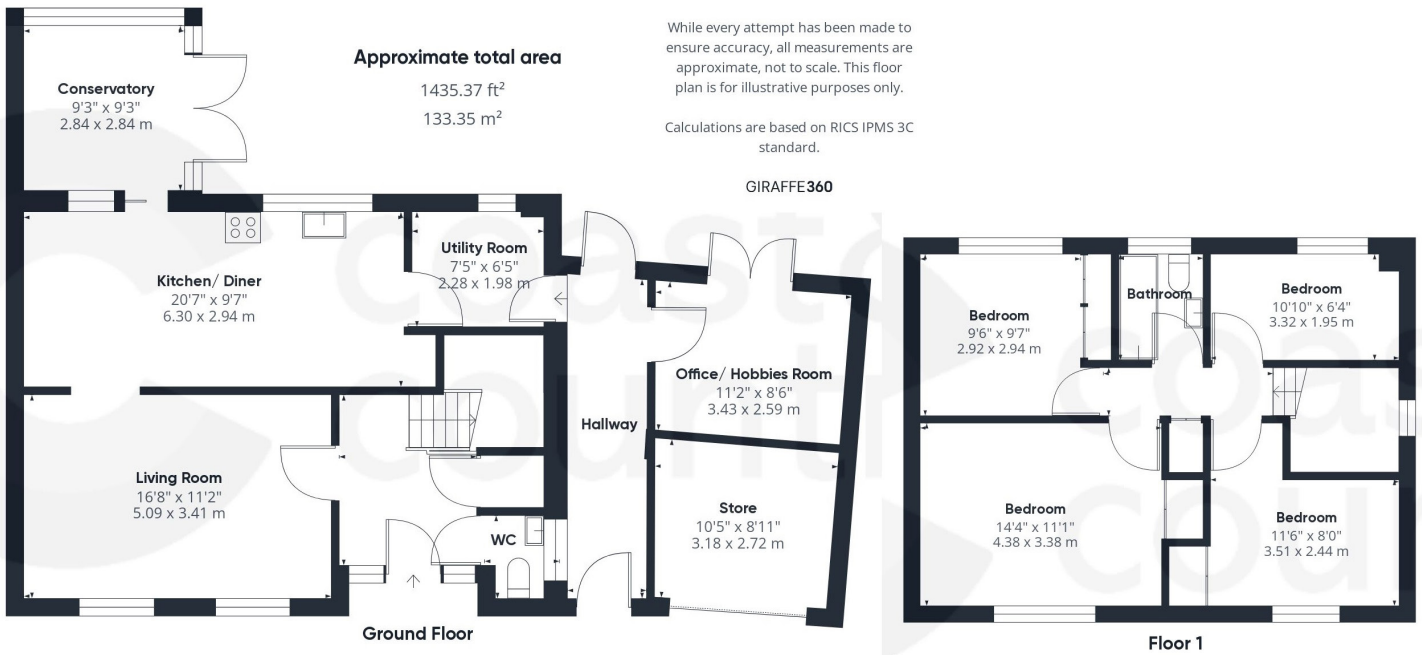 Approximate total area
1435.37 ft²
133.35 m²
While every attempt has been made to
ensure accuracy, all measurements are
approximate, not to scale. This floor
plan is for illustrative purposes only.
Calculations are based on RICS IPMS 3C
standard.
GIRAFFE360
Conservatory
9'3" x 9'3"
2.84 x 2.84 m
Kitchen/ Diner
20'7" x 9'7"
6.30 x 2.94 m
Utility Room
7'5" x 6'5"
2.28 x 1.98 m
Living Room
16'8" x 11'2"
5.09 x 3.41 m
WC
Hallway
Office/ Hobbies Room
11'2" x 8'6"
3.43 x 2.59 m
Store
10'5" x 8'11"
3.18 x 2.72 m
Ground Floor
Bedroom
9'6" x 9'7"
2.92 x 2.94 m
Bathroom
Bedroom
10'10" x 6'4"
3.32 x 1.95 m
Bedroom
14'4" x 11'1"
4.38 x 3.38 m
Bedroom
11'6" x 8'0"
3.51 x 2.44 m
Floor 1